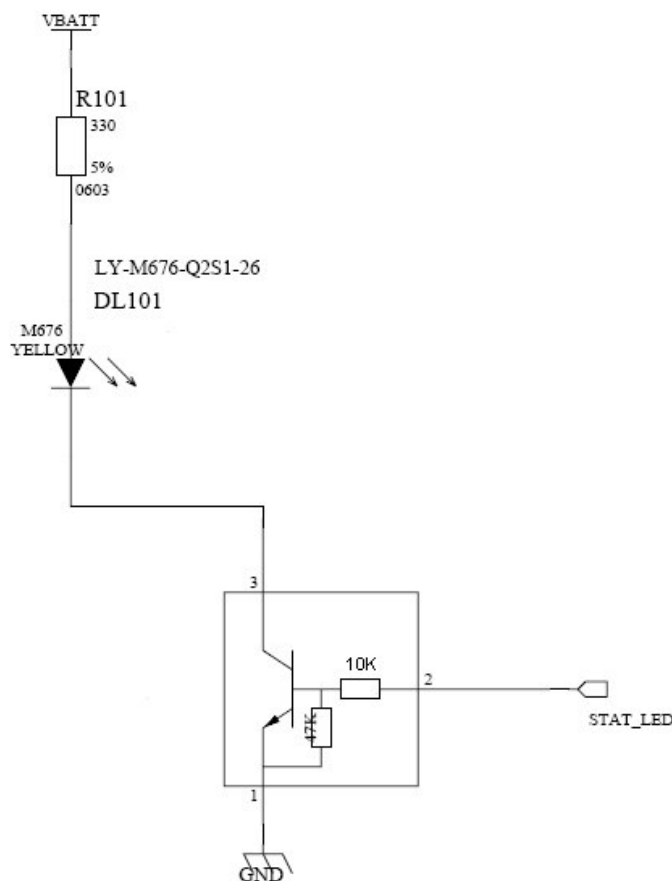 VBATT
R101
330
5%
0603
LY-M676-Q2S1-26
DL101
M676
YELLOW
3
10K
2
47K
STAT_LED
1
GND